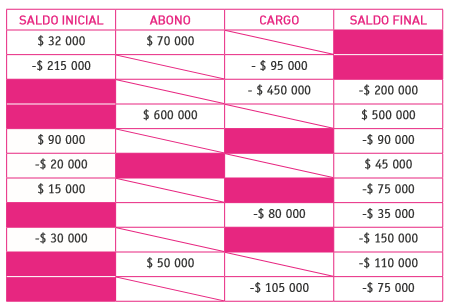 SALDO INICIAL ABONO CARGO SALDO FINAL
$ 32 000 $ 70 000
-$ 215 000 - $ 95 000
- $ 450 000 -$ 200 000
$ 600 000 $ 500 000
$ 90 000 -$ 90 000
-$ 20 000 $ 45 000
$ 15 000 -$ 75 000
-$ 80 000 -$ 35 000
-$ 30 000 -$ 150 000
$ 50 000 -$ 110 000
-$ 105 000 -$ 75 000